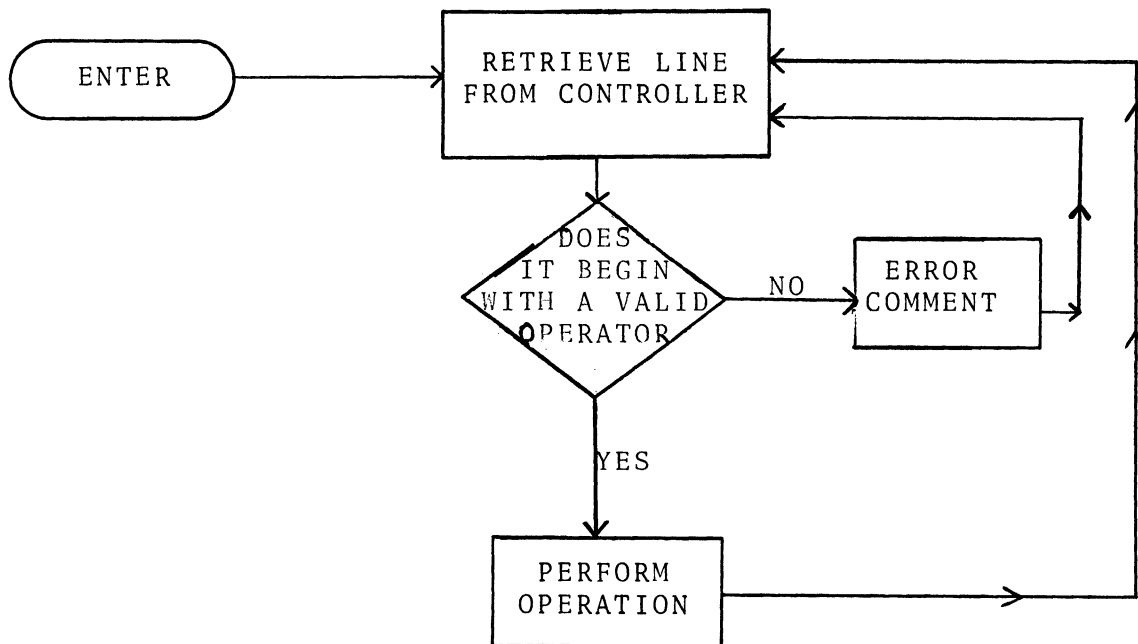 ENTER
RETRIEVE LINE
FROM CONTROLLER
DOES
IT BEGIN
WITH A VALID
OPERATOR
NO
ERROR
COMMENT
YES
PERFORM
OPERATION